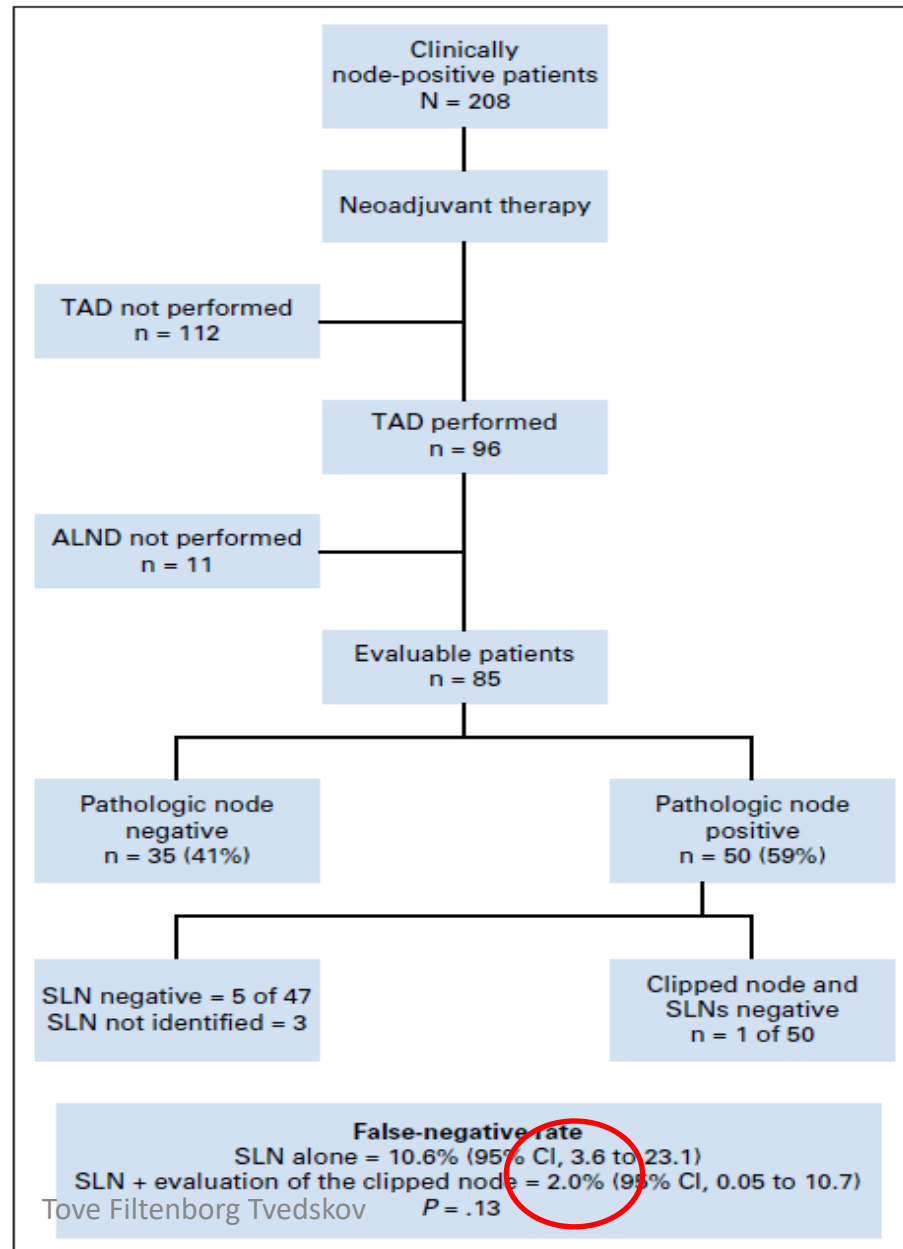 Clinically
node-positive patients
N = 208
Neoadjuvant therapy
TAD not performed
n = 112
TAD performed
n = 96
ALND not performed
n = 11
Evaluable patients
n = 85
Pathologic node
negative
n = 35 (41%)
Pathologic node
positive
n = 50 (59%)
SLN negative = 5 of 47
SLN not identified = 3
Clipped node and
SLNs negative
n = 1 of 50
False-negative rate
SLN alone = 10.6% (95% CI, 3.6 to 23.1)
SLN + evaluation of the clipped node = 2.0% (95% CI, 0.05 to 10.7)
P = .13
Tove Filtenborg Tvedskov